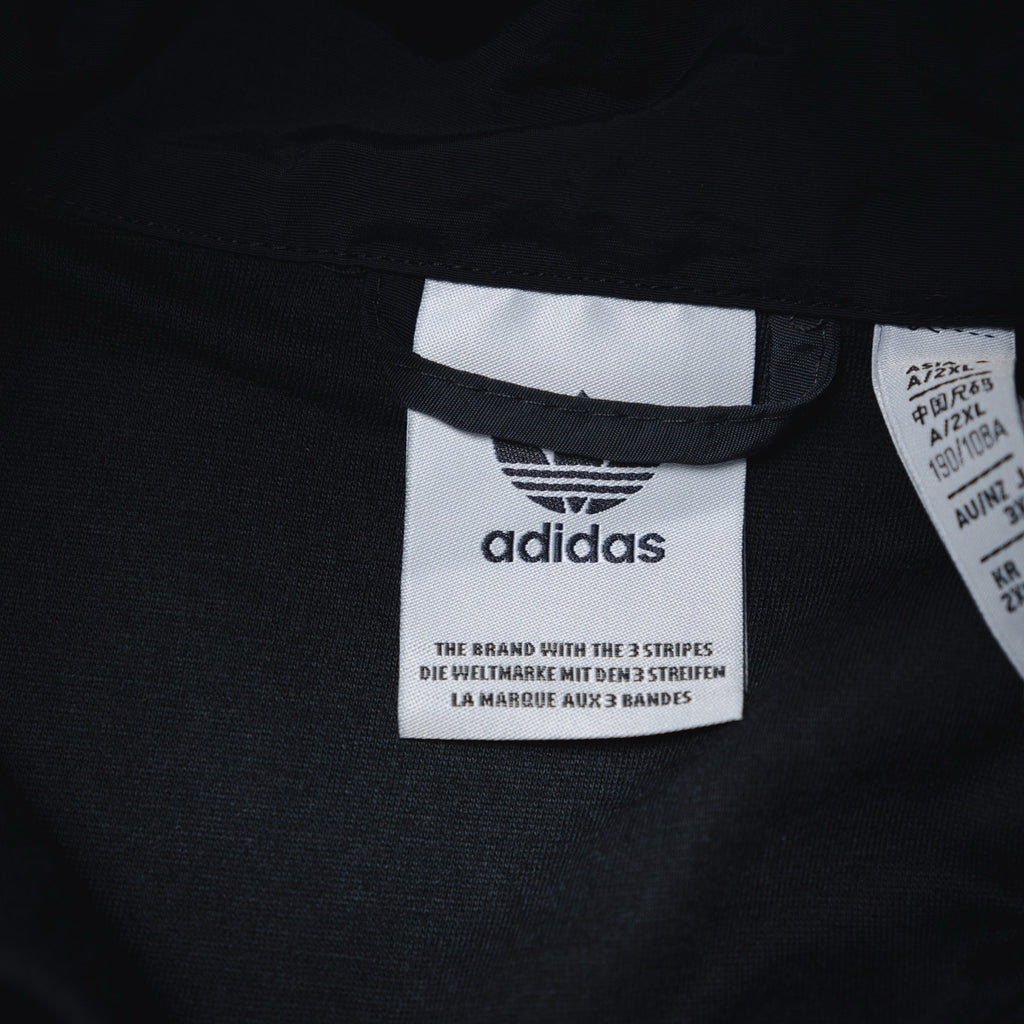 adidas
THE BRAND WITH THE 3 STRIPES
DIE WELTMARKE MIT DEN 3 STREIFEN
LA MARQUE AUX 3 BANDES
ASIA
A/2XL
中国尺码
A/2XL
190/108A
AU/NZ
KR